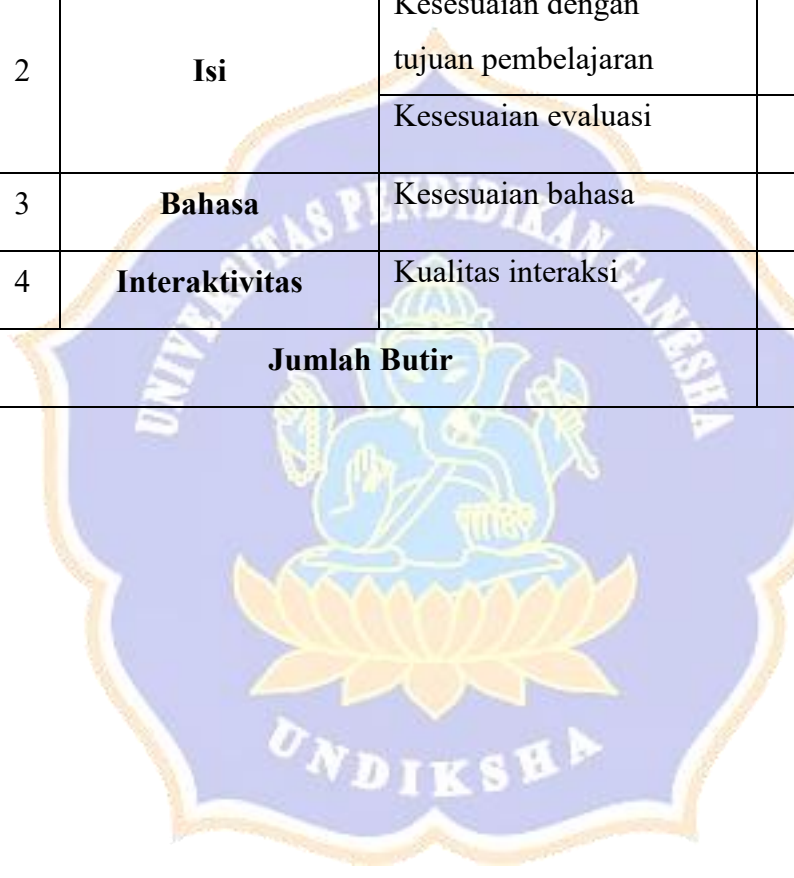 Kesesuaian dengan
2 Isi tujuan pembelajaran
Kesesuaian evaluasi
3 Bahasa Kesesuaian bahasa
4 Interaktivitas Kualitas interaksi
Jumlah Butir
UNIVERSITAS PENDIDIKAN GANESHA
UNDIKSHA